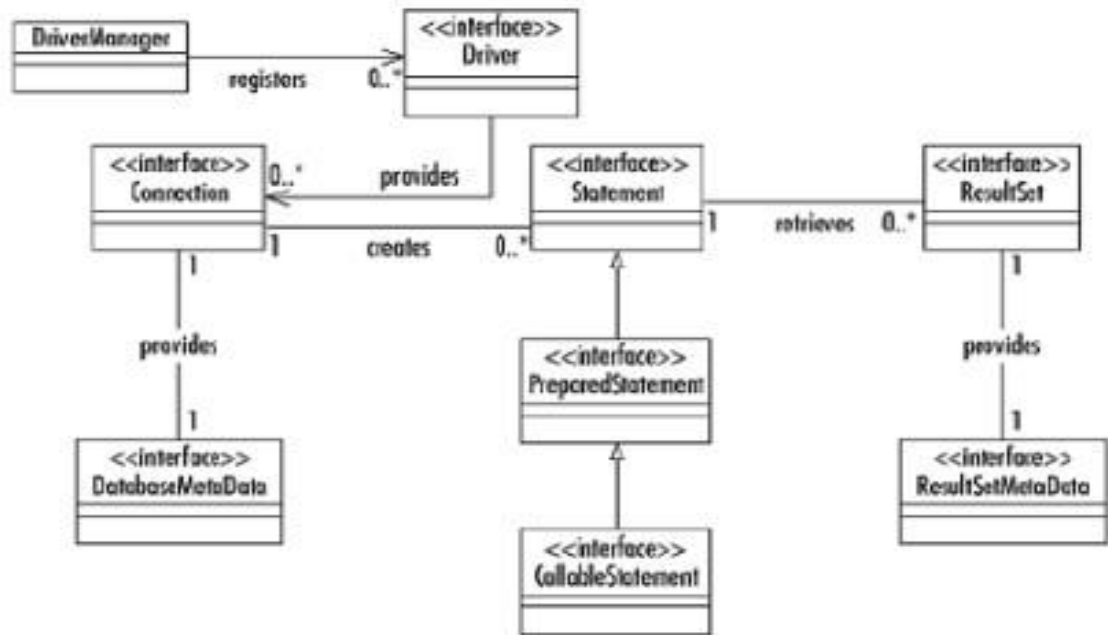 DriverManager
<<interface>>
Driver
registers
0..*
<<interface>>
Connection
0..*
provides
<<interface>>
Statement
<<interface>>
ResultSet
1
creates
0..*
1
retrieves
0..*
1
provides
1
<<interface>>
DatabaseMetaData
<<interface>>
PreparedStatement
<<interface>>
CallableStatement
1
provides
1
<<interface>>
ResultSetMetaData